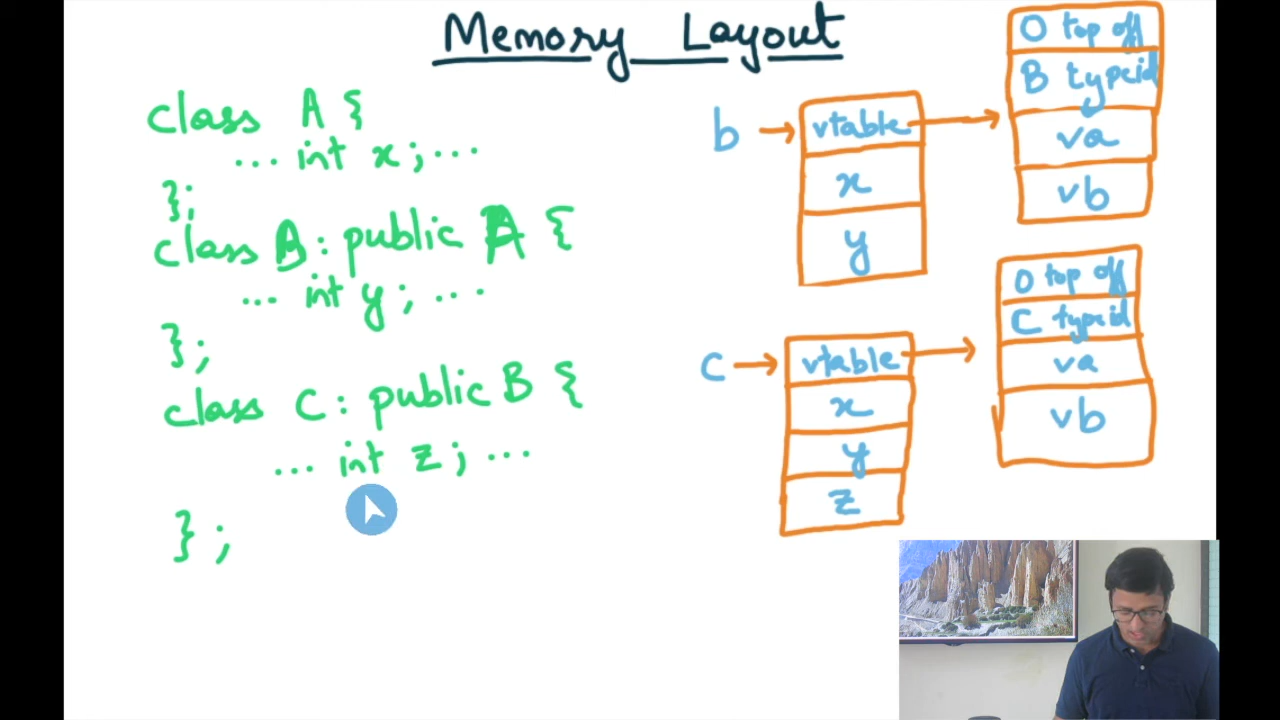 Memory Layout
class A {
... int x; ...
};
class B: public A {
... int y; ...
};
class C: public B {
... int z; ...
};
b
vtable
x
y
0 top off
B typeid
va
vb
c
vtable
x
y
z
0 top off
C typeid
va
vb